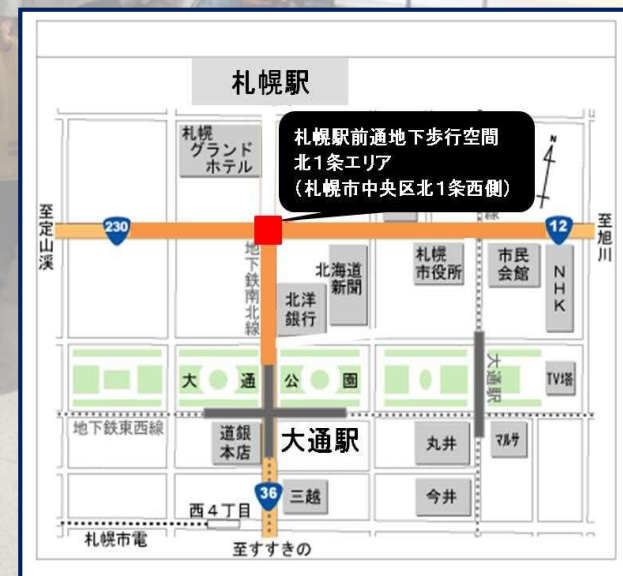 札幌駅
札幌
グランド
ホテル
札幌駅前通地下歩行空間
北1条エリア
(札幌市中央区北1条西側)
N
至定山渓
230
12
至旭川
地下鉄南北線
線
北海道
新聞
北洋
銀行
札幌
市役所
市民
会館
NHK
大通公園
大通駅
TV塔
地下鉄東西線
道銀
本店
大通駅
丸井
マルサ
36
三越
今井
西4丁目
札幌市電
至すすきの